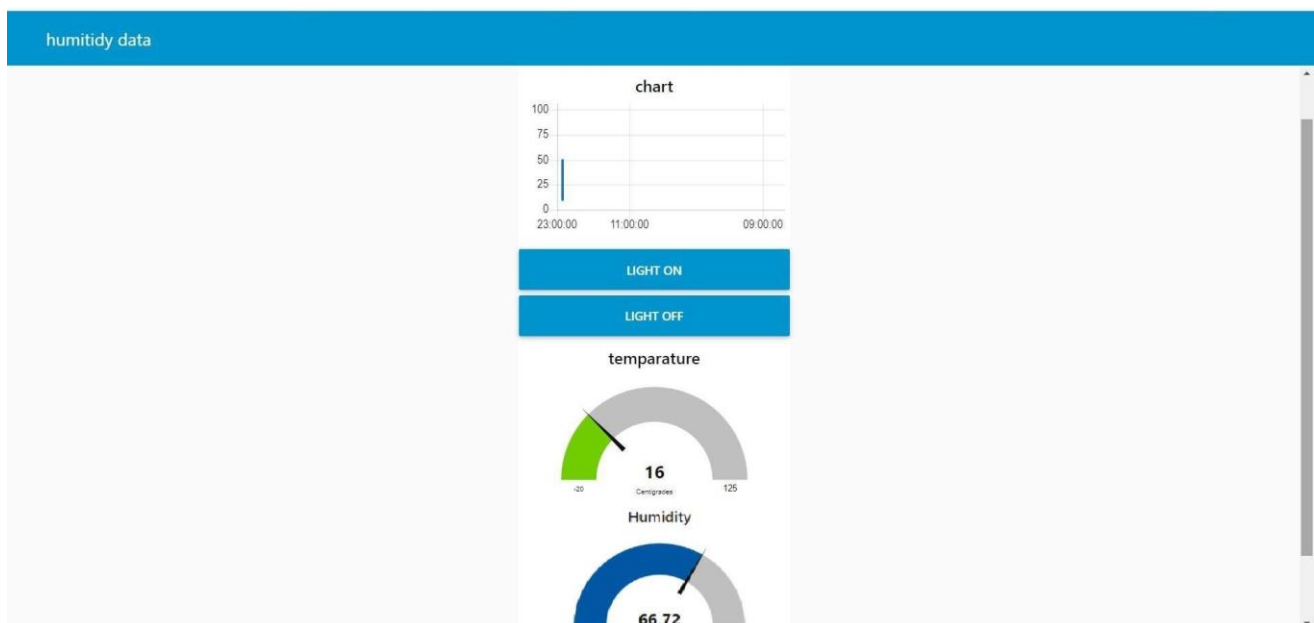 humitidy data
chart
100
75
50
25
0
23:00:00 11:00:00 09:00:00
LIGHT ON
LIGHT OFF
temparature
16
-20 Centigrades 125
Humidity
66.72